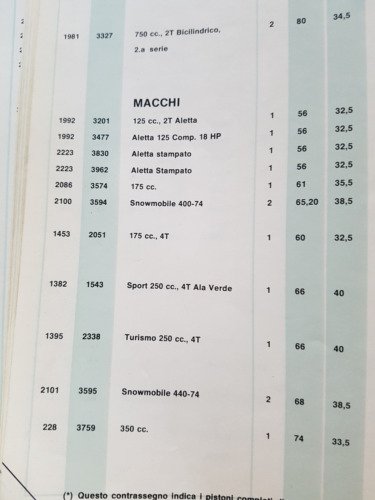 1981 3327 750 cc., 2T Bicilindrico, 2 80 34,5
2.a serie
MACCHI
1992 3201 125 cc., 2T Aletta 1 56 32,5
1992 3477 Aletta 125 Comp. 18 HP 1 56 32,5
2223 3830 Aletta stampato 1 56 32,5
2223 3962 Aletta Stampato 1 56 32,5
2086 3574 175 cc. 1 61 35,5
2100 3594 Snowmobile 400-74 2 65,20 38,5
1453 2051 175 cc., 4T 1 60 32,5
1382 1543 Sport 250 cc., 4T Ala Verde 1 66 40
1395 2338 Turismo 250 cc., 4T 1 66 40
2101 3595 Snowmobile 440-74 2 68 38,5
228 3759 350 cc. 1 74 33,5
(*) Questo contrassegno indica i pistoni